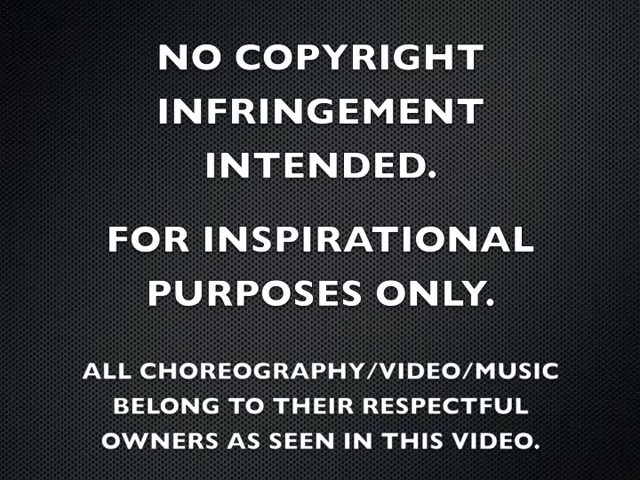 NO COPYRIGHT
INFRINGEMENT
INTENDED.
FOR INSPIRATIONAL
PURPOSES ONLY.
ALL CHOREOGRAPHY/VIDEO/MUSIC
BELONG TO THEIR RESPECTFUL
OWNERS AS SEEN IN THIS VIDEO.